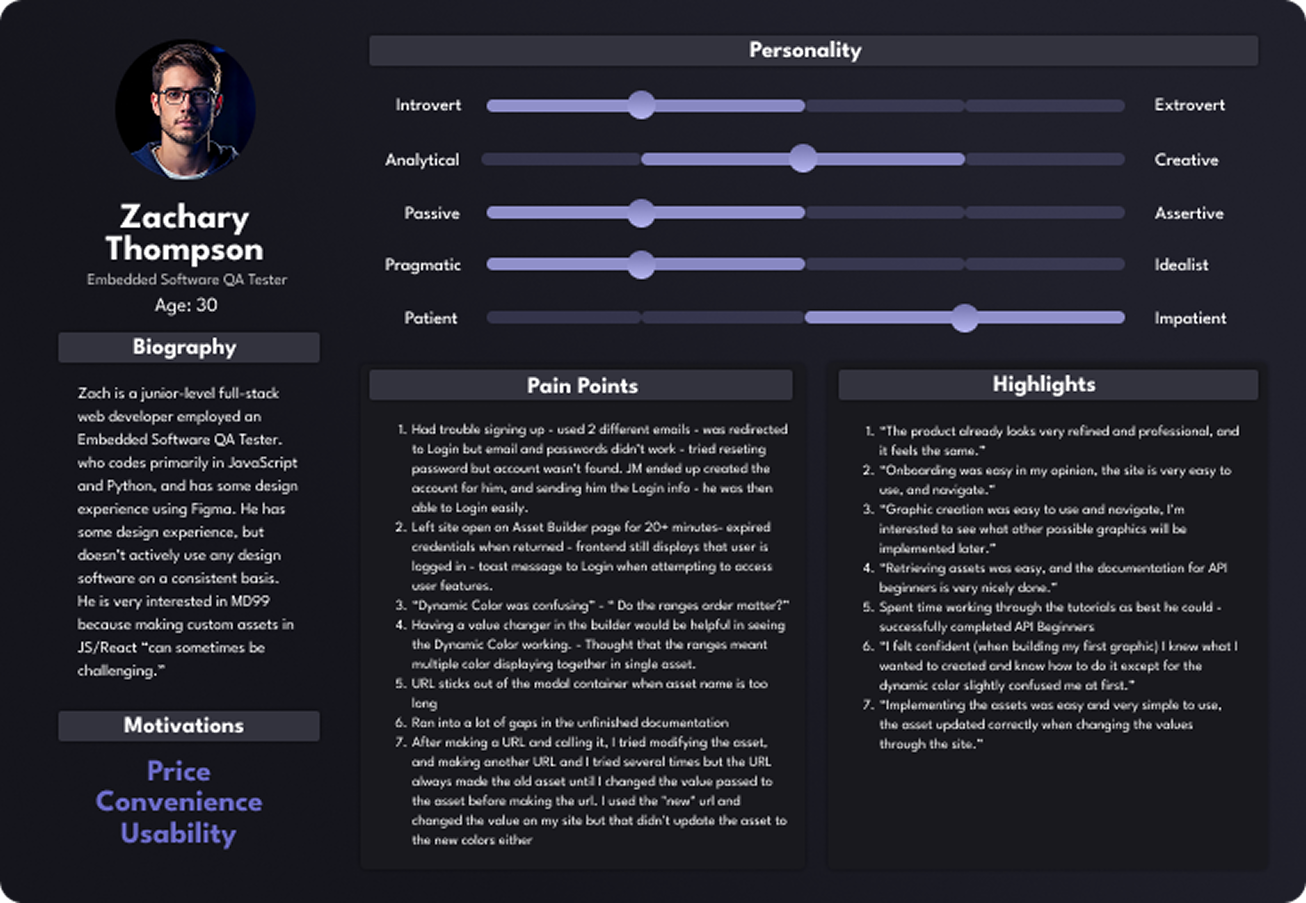 Zachary
Thompson
Embedded Software QA Tester
Age: 30
Biography
Zach is a junior-level full-stack
web developer employed an
Embedded Software QA Tester.
who codes primarily in JavaScript
and Python, and has some design
experience using Figma. He has
some design experience, but
doesn't actively use any design
software on a consistent basis.
He is very interested in MD99
because making custom assets in
JS/React "can sometimes be
challenging."
Motivations
Price
Convenience
Usability
Personality
Introvert Extrovert
Analytical Creative
Passive Assertive
Pragmatic Idealist
Patient Impatient
Pain Points
1. Had trouble signing up - used 2 different emails - was redirected
to Login but email and passwords didn't work - tried reseting
password but account wasn't found. JM ended up created the
account for him, and sending him the Login info - he was then
able to Login easily.
2. Left site open on Asset Builder page for 20+ minutes- expired
credentials when returned - frontend still displays that user is
logged in - toast message to Login when attempting to access
user features.
3. "Dynamic Color was confusing" - " Do the ranges order matter?"
4. Having a value changer in the builder would be helpful in seeing
the Dynamic Color working. - Thought that the ranges meant
multiple color displaying together in single asset.
5. URL sticks out of the modal container when asset name is too
long
6. Ran into a lot of gaps in the unfinished documentation
7. After making a URL and calling it, I tried modifying the asset,
and making another URL and I tried several times but the URL
always made the old asset until I changed the value passed to
the asset before making the url. I used the "new" url and
changed the value on my site but that didn't update the asset to
the new colors either
Highlights
1. "The product already looks very refined and professional, and
it feels the same."
2. "Onboarding was easy in my opinion, the site is very easy to
use, and navigate."
3. "Graphic creation was easy to use and navigate, I'm
interested to see what other possible graphics will be
implemented later."
4. "Retrieving assets was easy, and the documentation for API
beginners is very nicely done."
5. Spent time working through the tutorials as best he could -
successfully completed API Beginners
6. "I felt confident (when building my first graphic) I knew what I
wanted to created and know how to do it except for the
dynamic color slightly confused me at first."
7. "Implementing the assets was easy and very simple to use,
the asset updated correctly when changing the values
through the site."